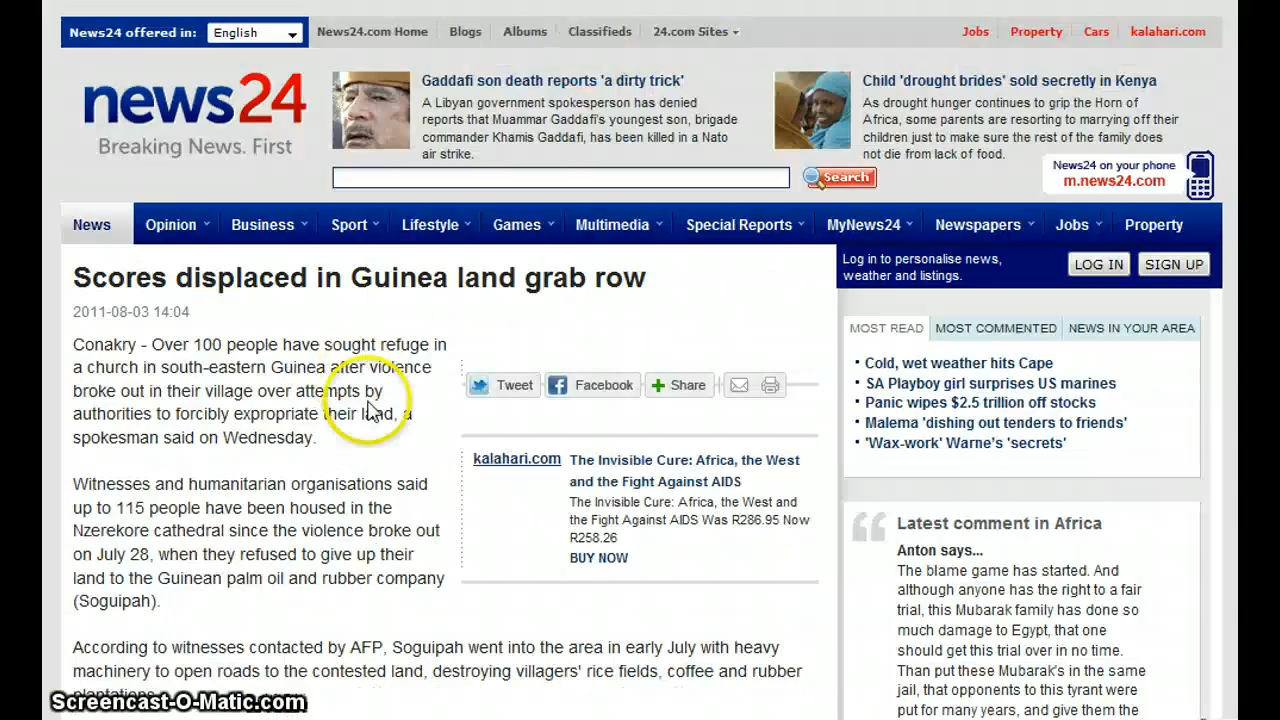 News24 offered in: English News24.com Home Blogs Albums Classifieds 24.com Sites Jobs Property Cars kalahari.com
news24
Breaking News. First
Gaddafi son death reports 'a dirty trick'
A Libyan government spokesperson has denied
reports that Muammar Gaddafi's youngest son, brigade
commander Khamis Gaddafi, has been killed in a Nato
air strike.
Child 'drought brides' sold secretly in Kenya
As drought hunger continues to grip the Horn of
Africa, some parents are resorting to marrying off their
children just to make sure the rest of the family does
not die from lack of food.
Search
News24 on your phone
m.news24.com
News Opinion Business Sport Lifestyle Games Multimedia Special Reports MyNews24 Newspapers Jobs Property
Log in to personalise news,
weather and listings.
LOG IN SIGN UP
Scores displaced in Guinea land grab row
2011-08-03 14:04
Conakry - Over 100 people have sought refuge in
a church in south-eastern Guinea after violence
broke out in their village over attempts by
authorities to forcibly expropriate their land, a
spokesman said on Wednesday.
Witnesses and humanitarian organisations said
up to 115 people have been housed in the
Nzerekore cathedral since the violence broke out
on July 28, when they refused to give up their
land to the Guinean palm oil and rubber company
(Soguipah).
According to witnesses contacted by AFP, Soguipah went into the area in early July with heavy
machinery to open roads to the contested land, destroying villagers' rice fields, coffee and rubber
plantations.
Tweet Facebook Share
kalahari.com
The Invisible Cure: Africa, the West
and the Fight Against AIDS
The Invisible Cure: Africa, the West and
the Fight Against AIDS Was R286.95 Now
R258.26
BUY NOW
MOST READ MOST COMMENTED NEWS IN YOUR AREA
• Cold, wet weather hits Cape
• SA Playboy girl surprises US marines
• Panic wipes $2.5 trillion off stocks
• Malema 'dishing out tenders to friends'
• 'Wax-work' Warne's 'secrets'
Latest comment in Africa
Anton says...
The blame game has started. And
although anyone has the right to a fair
trial, this Mubarak family has done so
much damage to Egypt, that one
should get this trial over in no time.
Than put these Mubarak's in the same
jail, that opponents to this tyrant were
put for many years, and give them the
Screencast-O-Matic.com